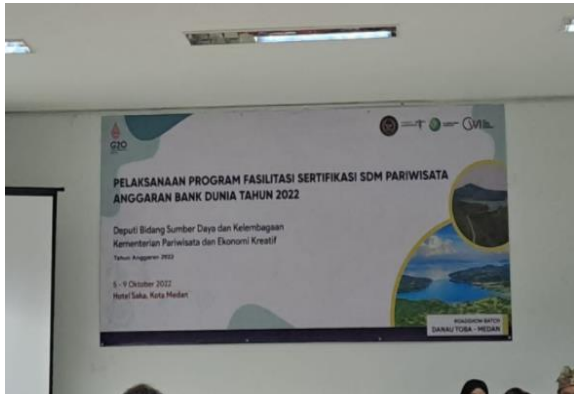 G20
PELAKSANAAN PROGRAM FASILITASI SERTIFIKASI SDM PARIWISATA
ANGGARAN BANK DUNIA TAHUN 2022
Deputi Bidang Sumber Daya dan Kelembagaan
Kementerian Pariwisata dan Ekonomi Kreatif
Tahun Anggaran 2022
5 - 9 Oktober 2022
Hotel Saka, Kota Medan
ROADSHOW BATCH
DANAU TOBA - MEDAN